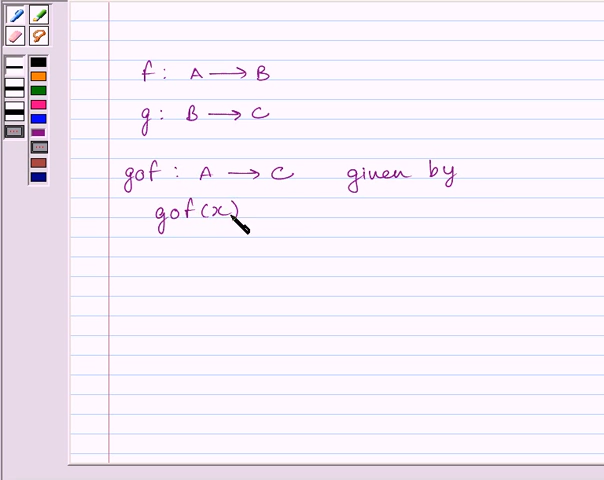 f : A ⟶ B
g : B ⟶ C
gof : A ⟶ C given by
gof(x)